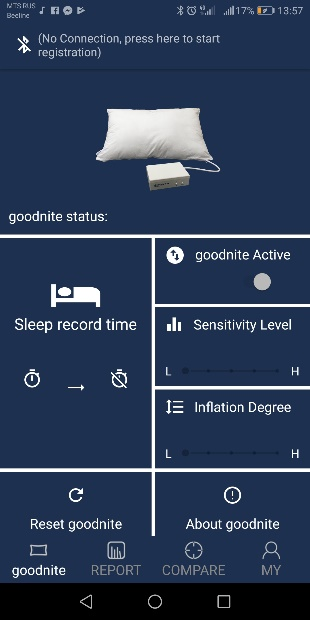 MTS RUS
Beeline
17% 13:57
(No Connection, press here to start
registration)
goodnite status:
goodnite Active
Sleep record time
Sensitivity Level
L H
Inflation Degree
L H
Reset goodnite
About goodnite
goodnite REPORT COMPARE MY